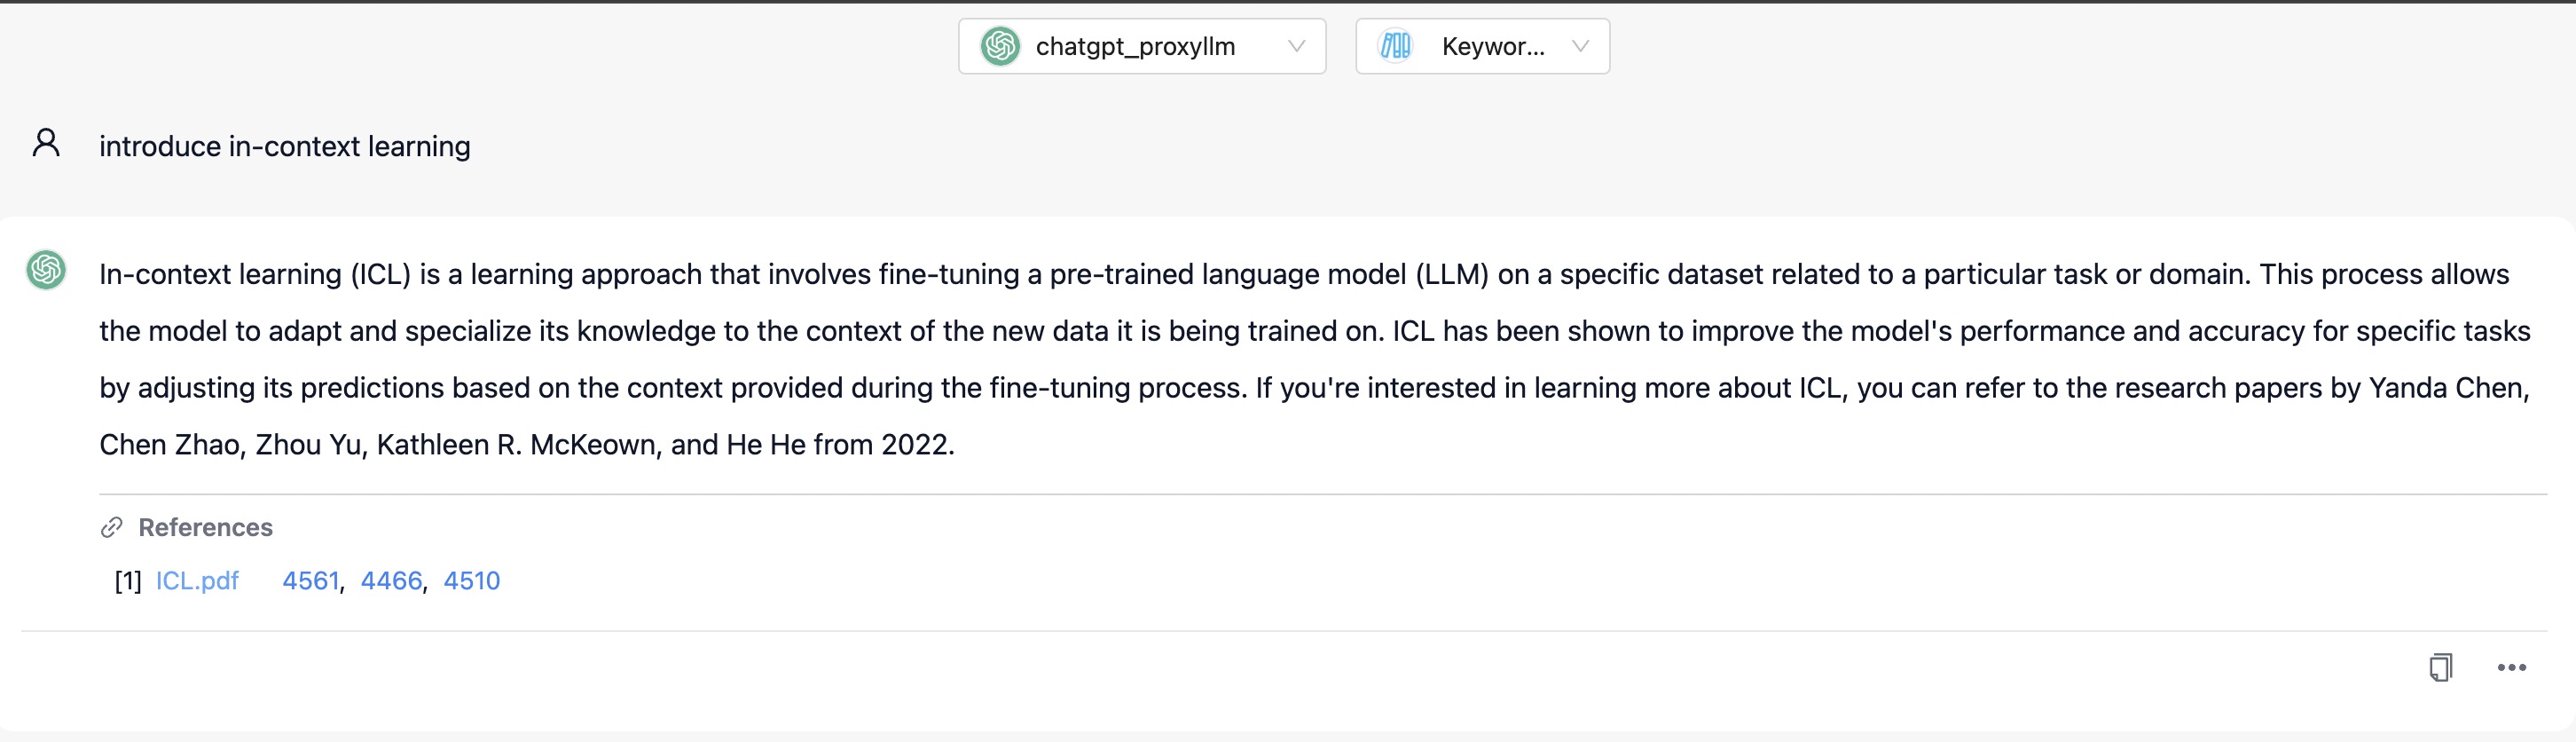 chatgpt_proxyllm Keywor...
introduce in-context learning
In-context learning (ICL) is a learning approach that involves fine-tuning a pre-trained language model (LLM) on a specific dataset related to a particular task or domain. This process allows
the model to adapt and specialize its knowledge to the context of the new data it is being trained on. ICL has been shown to improve the model's performance and accuracy for specific tasks
by adjusting its predictions based on the context provided during the fine-tuning process. If you're interested in learning more about ICL, you can refer to the research papers by Yanda Chen,
Chen Zhao, Zhou Yu, Kathleen R. McKeown, and He He from 2022.
References
[1] ICL.pdf 4561, 4466, 4510